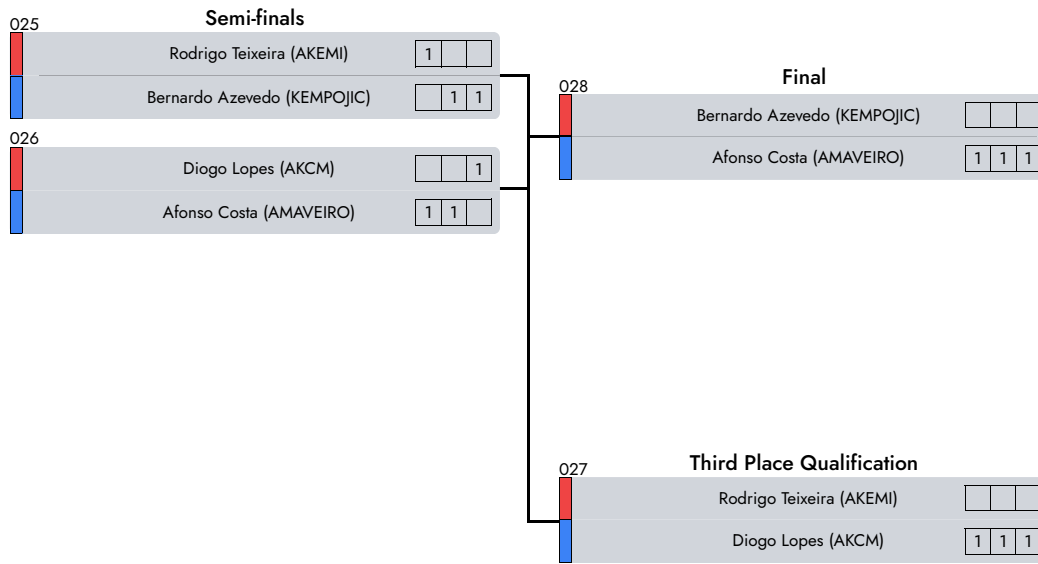 Semi-finals
025
Rodrigo Teixeira (AKEMI) 1
Bernardo Azevedo (KEMPOJIC) 1 1
026
Diogo Lopes (AKCM) 1
Afonso Costa (AMAVEIRO) 1 1
Final
028
Bernardo Azevedo (KEMPOJIC)
Afonso Costa (AMAVEIRO) 1 1 1
Third Place Qualification
027
Rodrigo Teixeira (AKEMI)
Diogo Lopes (AKCM) 1 1 1